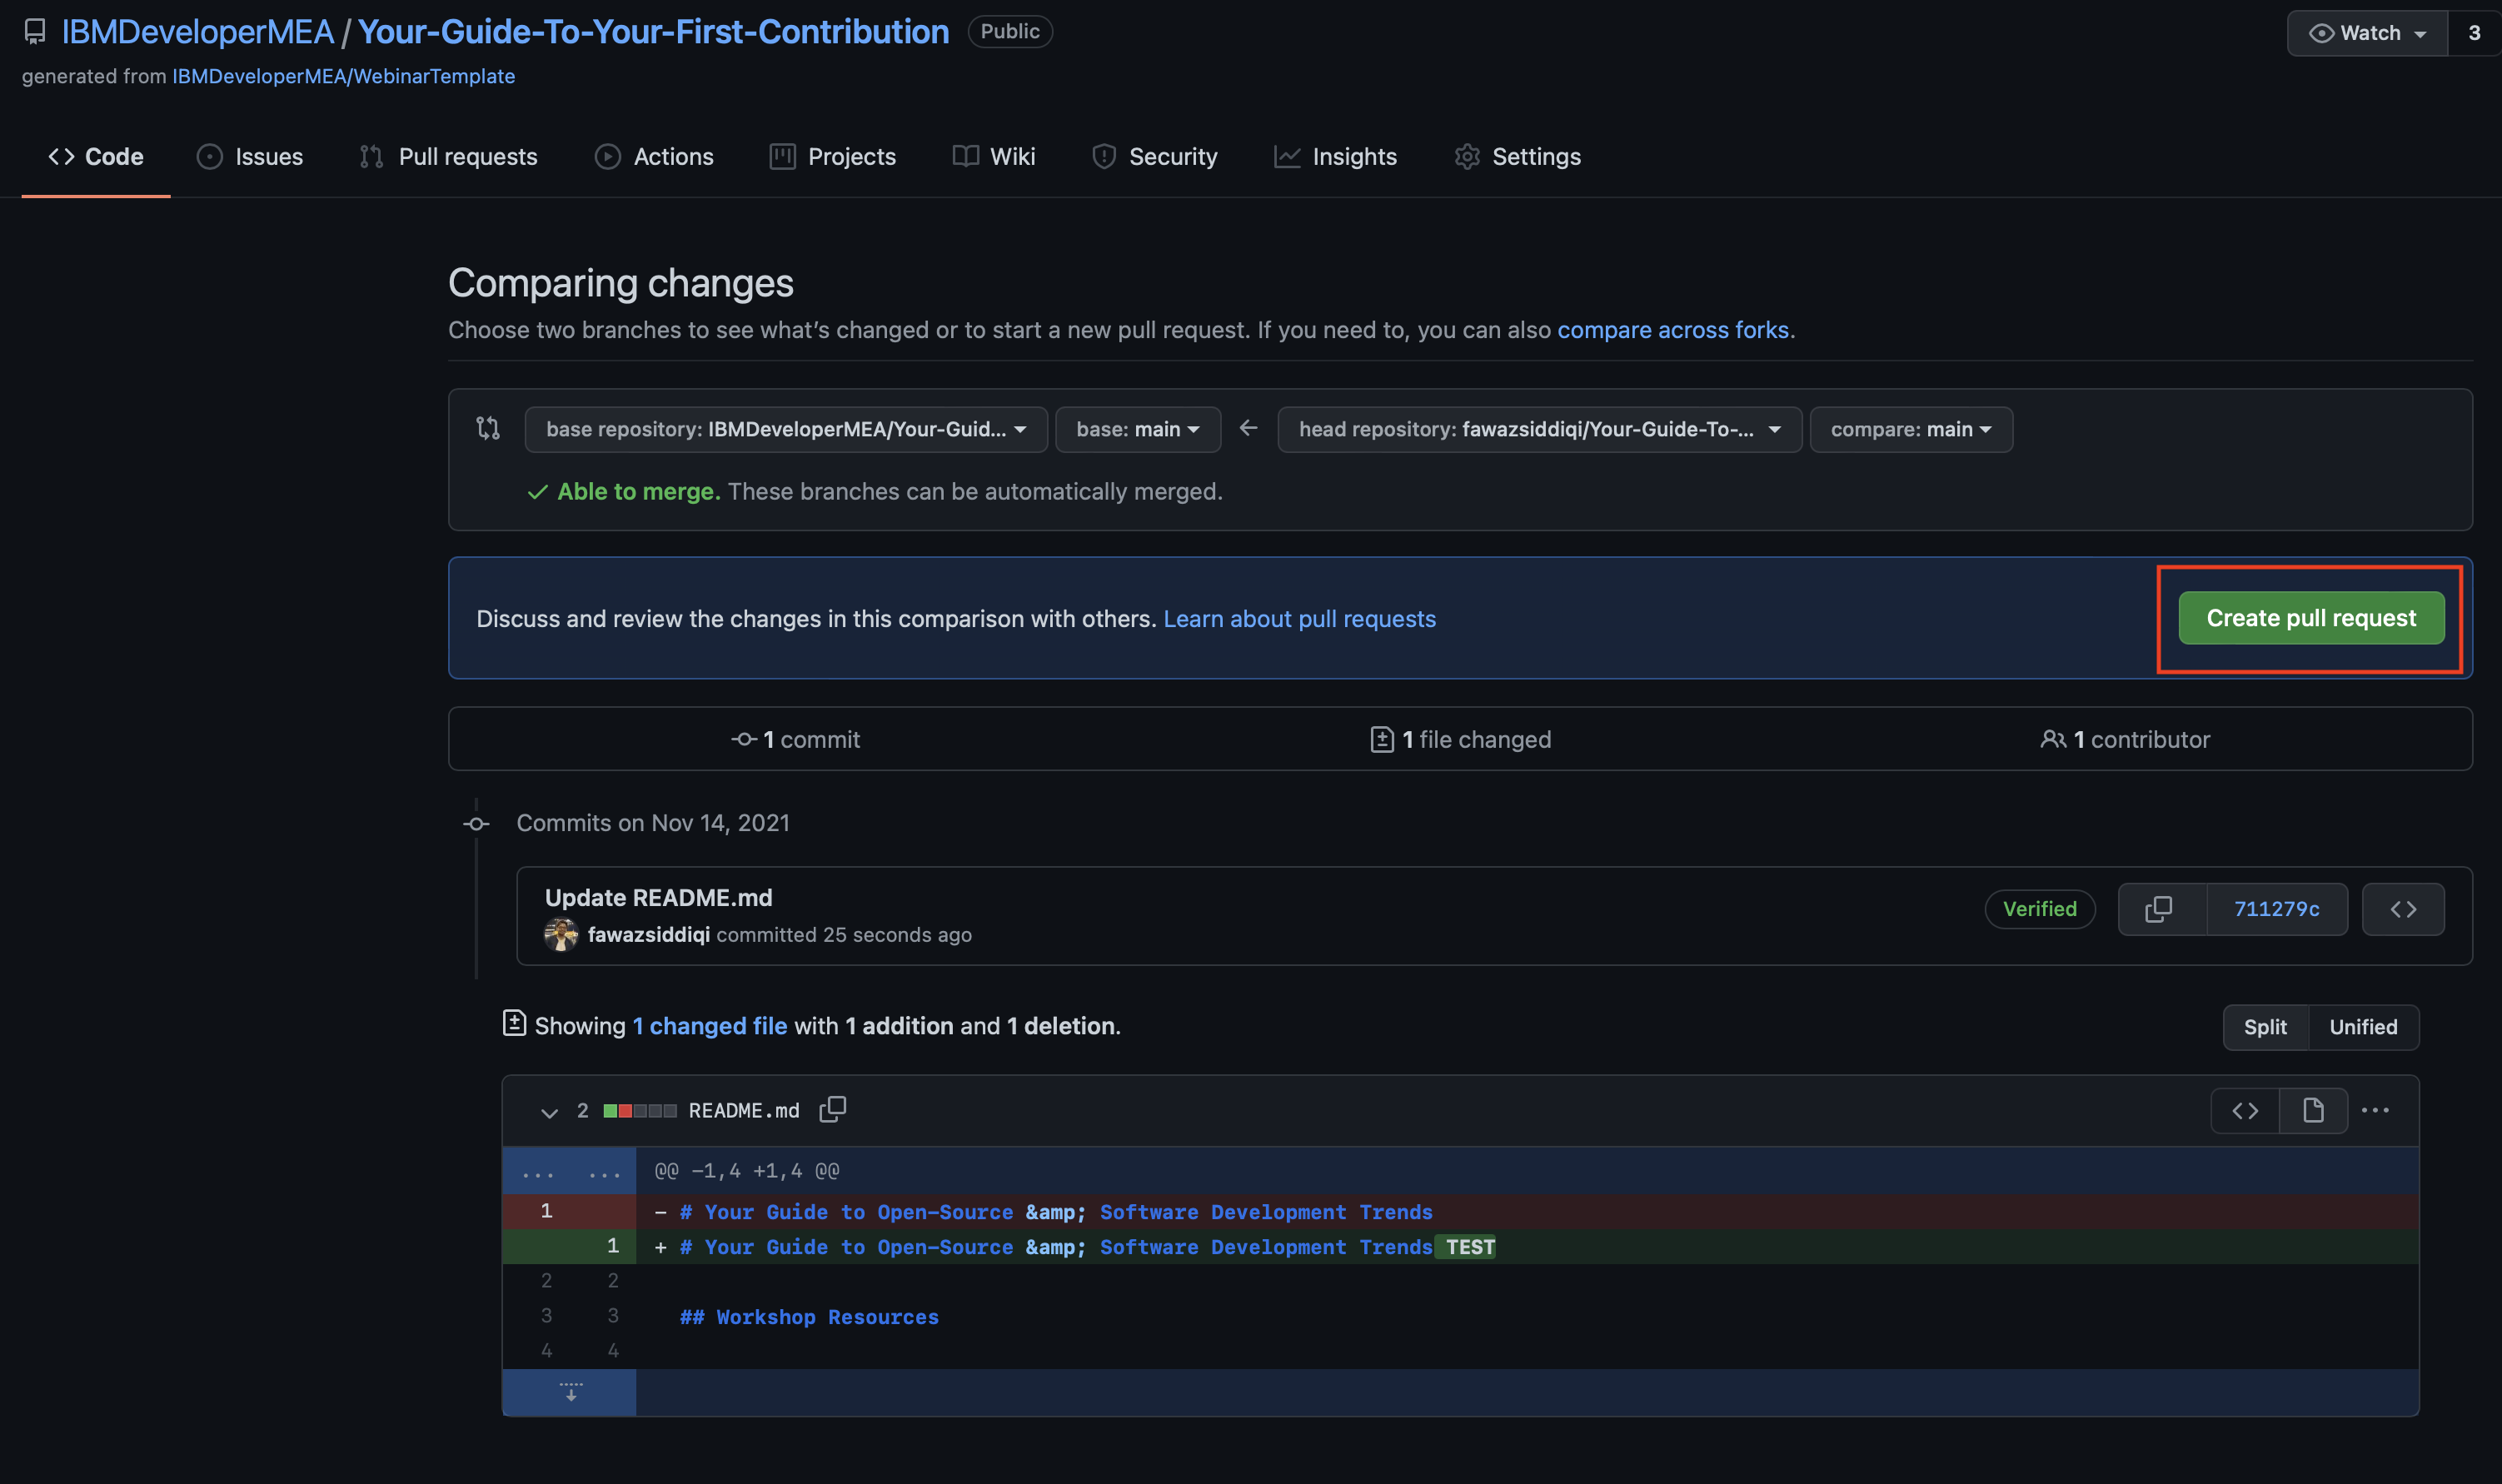 IBMDeveloperMEA / Your-Guide-To-Your-First-Contribution Public
Watch 3
generated from IBMDeveloperMEA/WebinarTemplate
Code Issues Pull requests Actions Projects Wiki Security Insights Settings
Comparing changes
Choose two branches to see what’s changed or to start a new pull request. If you need to, you can also compare across forks.
base repository: IBMDeveloperMEA/Your-Guid... base: main ← head repository: fawazsiddiqi/Your-Guide-To-... compare: main
Able to merge. These branches can be automatically merged.
Discuss and review the changes in this comparison with others. Learn about pull requests
Create pull request
1 commit 1 file changed 1 contributor
Commits on Nov 14, 2021
Update README.md
fawazsiddiqi committed 25 seconds ago
Verified 711279c
Showing 1 changed file with 1 addition and 1 deletion.
Split Unified
2 README.md
... ... @@ -1,4 +1,4 @@
1 - # Your Guide to Open-Source &amp; Software Development Trends
1 + # Your Guide to Open-Source &amp; Software Development Trends TEST
2 2
3 3 ## Workshop Resources
4 4